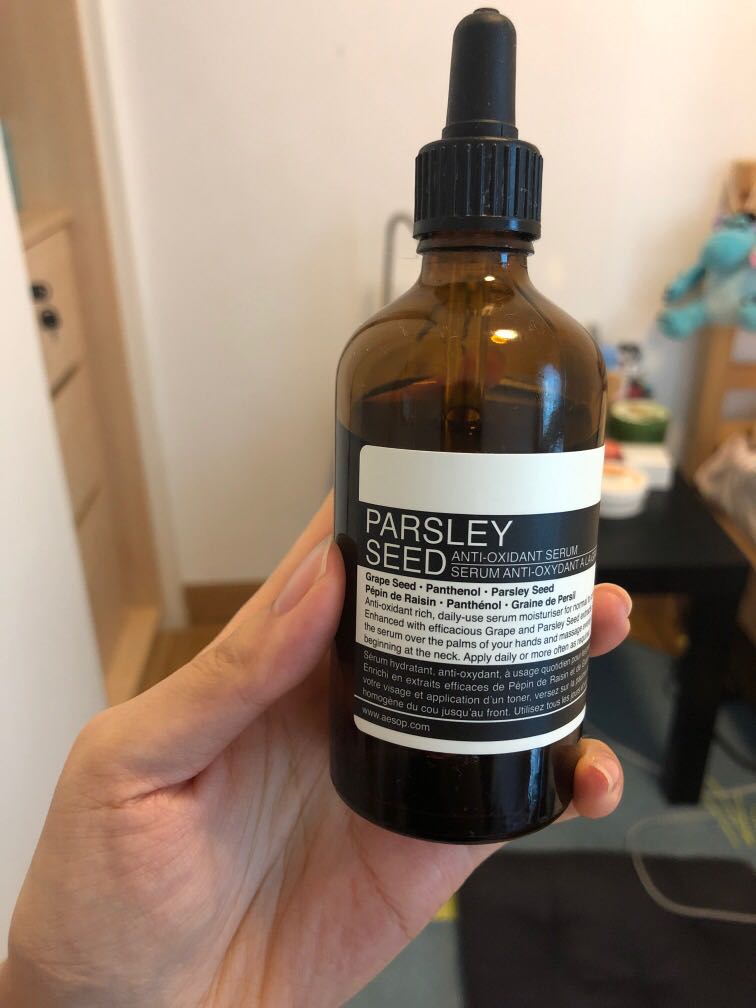 PARSLEY
SEED ANTI-OXIDANT SERUM
SERUM ANTI-OXYDANT A LA
Grape Seed • Panthenol • Parsley Seed
Pépin de Raisin • Panthénol • Graine de Persil
Anti-oxidant rich, daily-use serum moisturiser for normal
Enhanced with efficacious Grape and Parsley Seed
the serum over the palms of your hands and massage
beginning at the neck. Apply daily or more often as
Sérum hydratant, anti-oxydant, à usage quotidien pour
Enrichi en extraits efficaces de Pépin de Raisin et de
votre visage et application d'un toner, versez sur la
homogène du cou jusqu'au front. Utilisez tous les jours
www.aesop.com